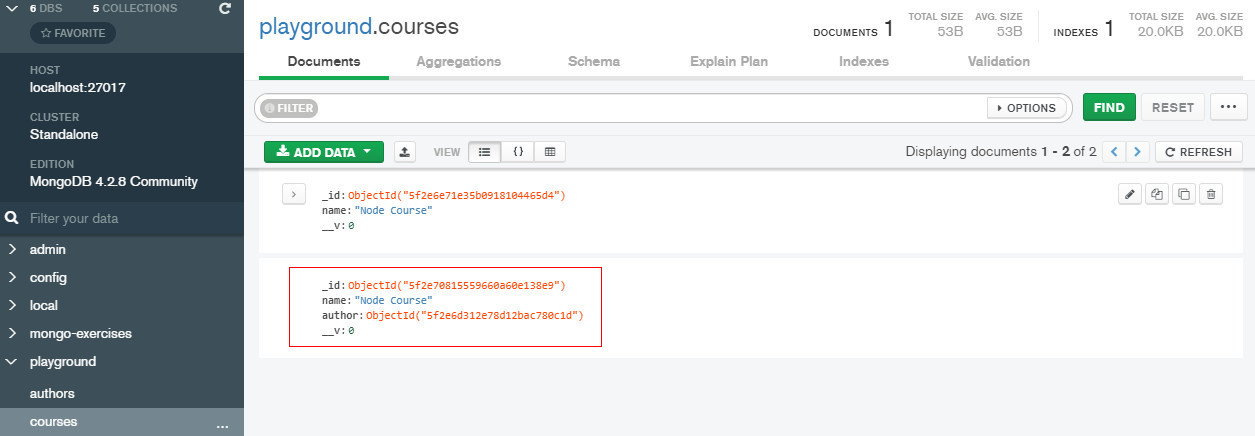 6 DBS 5 COLLECTIONS
☆ FAVORITE
HOST
localhost:27017
CLUSTER
Standalone
EDITION
MongoDB 4.2.8 Community
Filter your data
admin
config
local
mongo-exercises
playground
authors
courses ...
playground.courses
DOCUMENTS 1 TOTAL SIZE 53B AVG. SIZE 53B INDEXES 1 TOTAL SIZE 20.0KB AVG. SIZE 20.0KB
Documents Aggregations Schema Explain Plan Indexes Validation
FILTER OPTIONS FIND RESET ...
ADD DATA VIEW {} Displaying documents 1 - 2 of 2 < > REFRESH
_id: ObjectId("5f2e6e71e35b0918104465d4")
name: "Node Course"
__v: 0
_id: ObjectId("5f2e70815559660a60e138e9")
name: "Node Course"
author: ObjectId("5f2e6d312e78d12bac780c1d")
__v: 0